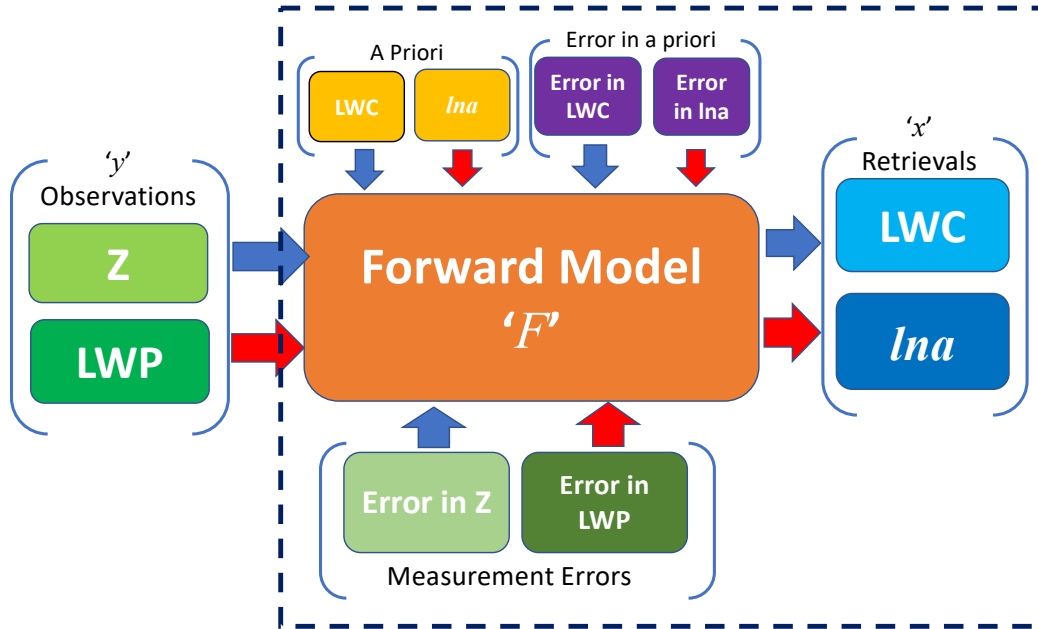 ‘y’
Observations
Z
LWP
A Priori
LWC
lna
Error in a priori
Error in
LWC
Error
in lna
Forward Model
‘F’
Error in Z
Error in
LWP
Measurement Errors
‘x’
Retrievals
LWC
lna